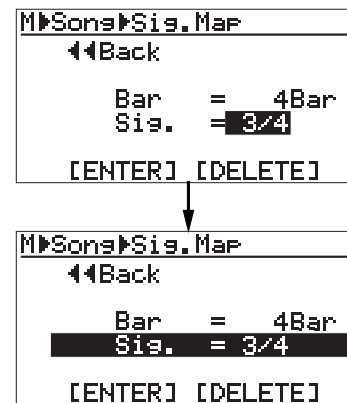 M▶Song▶Sig.Map
◀◀Back
Bar = 4Bar
Sig. = 3/4
[ENTER] [DELETE]
M▶Song▶Sig.Map
◀◀Back
Bar = 4Bar
Sig. = 3/4
[ENTER] [DELETE]